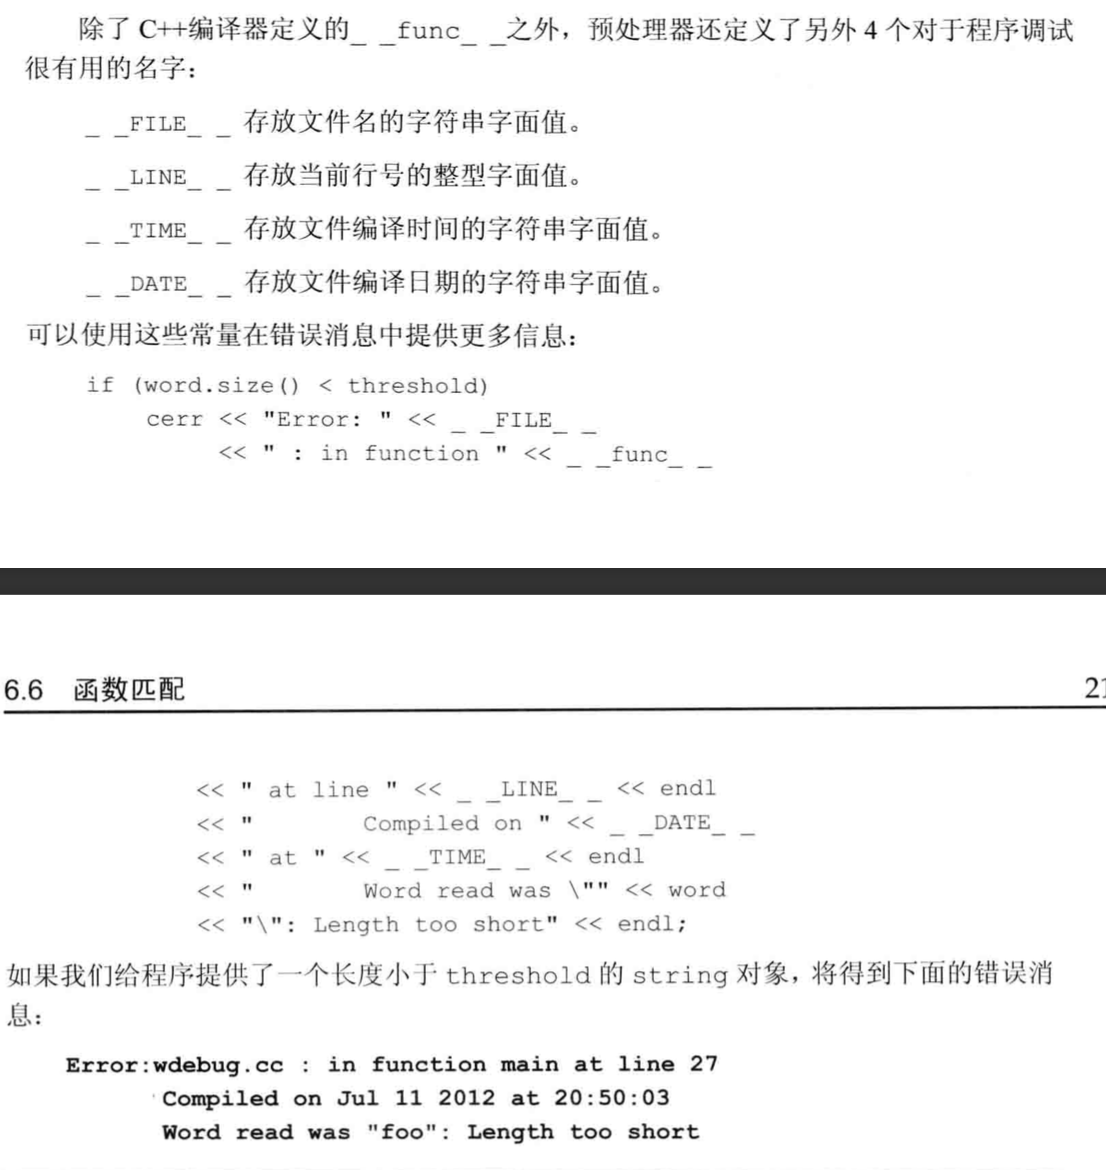 除了 C++编译器定义的_ _func_ _之外，预处理器还定义了另外 4 个对于程序调试
很有用的名字：
_ _FILE_ _ 存放文件名的字符串字面值。
_ _LINE_ _ 存放当前行号的整型字面值。
_ _TIME_ _ 存放文件编译时间的字符串字面值。
_ _DATE_ _ 存放文件编译日期的字符串字面值。
可以使用这些常量在错误消息中提供更多信息：
if (word.size() < threshold)
cerr << "Error: " << _ _FILE_ _
<< " : in function " << _ _func_ _
6.6 函数匹配
<< " at line " << _ _LINE_ _ << endl
<< "       Compiled on " << _ _DATE_ _
<< " at " << _ _TIME_ _ << endl
<< "       Word read was \"" << word
<< "\": Length too short" << endl;
如果我们给程序提供了一个长度小于 threshold 的 string 对象，将得到下面的错误消
息：
Error:wdebug.cc : in function main at line 27
Compiled on Jul 11 2012 at 20:50:03
Word read was "foo": Length too short